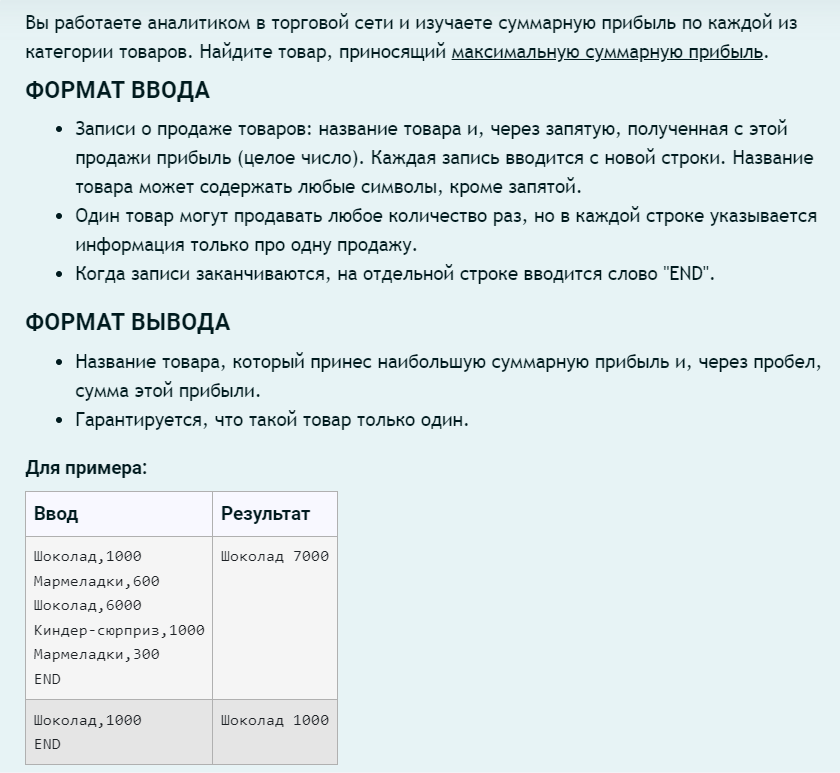 Вы работаете аналитиком в торговой сети и изучаете суммарную прибыль по каждой из
категории товаров. Найдите товар, приносящий максимальную суммарную прибыль.
ФОРМАТ ВВОДА
• Записи о продаже товаров: название товара и, через запятую, полученная с этой
продажи прибыль (целое число). Каждая запись вводится с новой строки. Название
товара может содержать любые символы, кроме запятой.
• Один товар могут продавать любое количество раз, но в каждой строке указывается
информация только про одну продажу.
• Когда записи заканчиваются, на отдельной строке вводится слово "END".
ФОРМАТ ВЫВОДА
• Название товара, который принес наибольшую суммарную прибыль и, через пробел,
сумма этой прибыли.
• Гарантируется, что такой товар только один.
Для примера:
Ввод Результат
Шоколад,1000 Шоколад 7000
Мармеладки,600
Шоколад,6000
Киндер-сюрприз,1000
Мармеладки,300
END
Шоколад,1000 Шоколад 1000
END